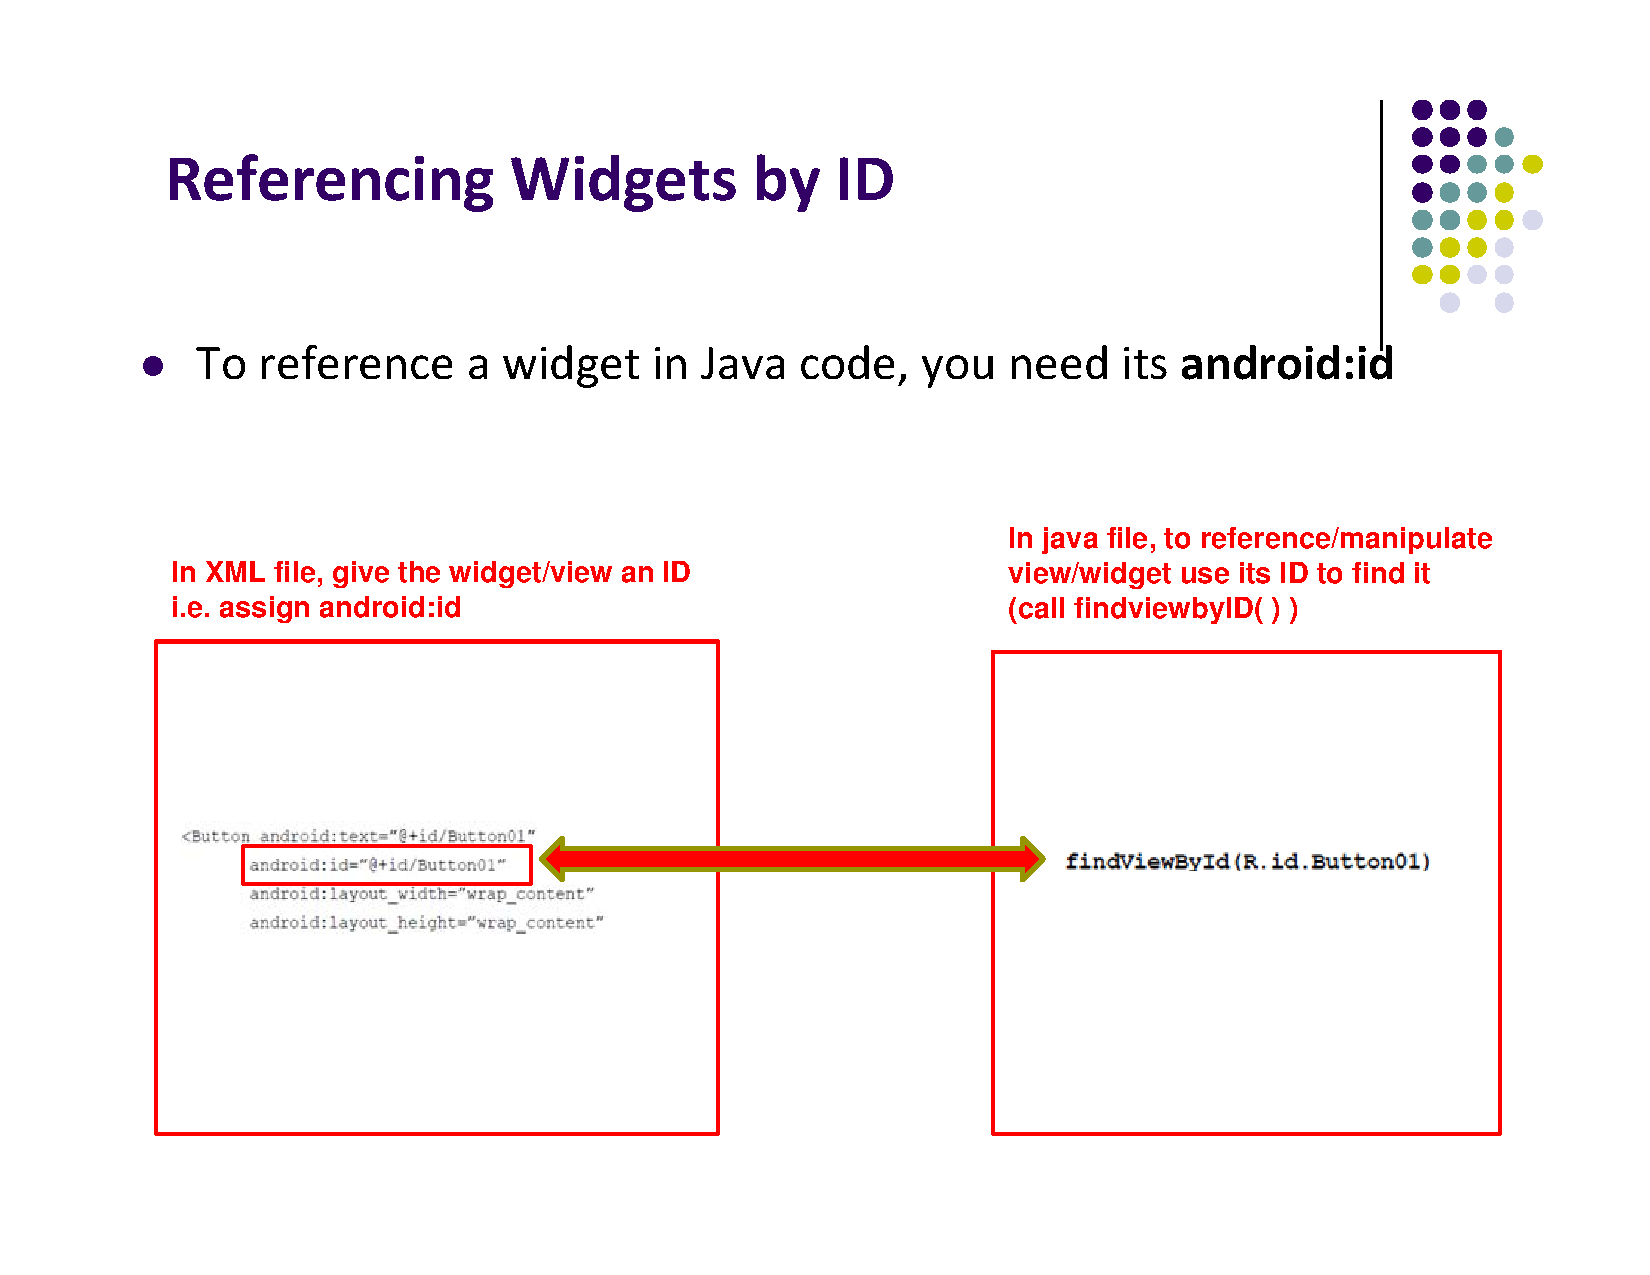 Referencing Widgets by ID
To reference a widget in Java code, you need its android:id
In XML file, give the widget/view an ID
i.e. assign android:id
<Button android:text="@+id/Button01"
android:id="@+id/Button01"
android:layout_width="wrap_content"
android:layout_height="wrap_content"
In java file, to reference/manipulate
view/widget use its ID to find it
(call findviewbyID( ) )
findViewById(R.id.Button01)